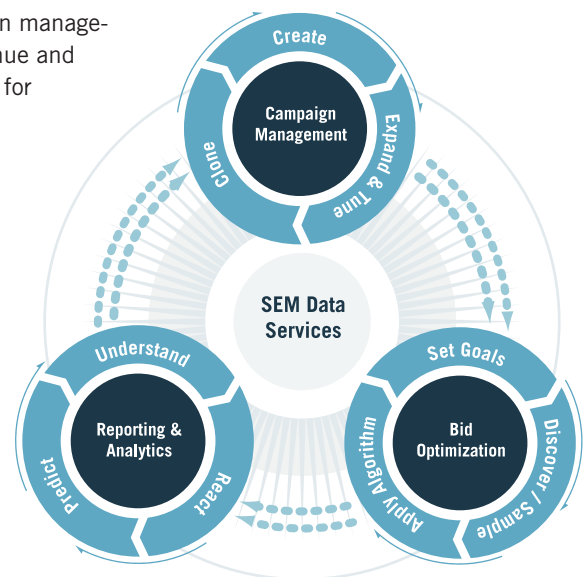 n manage-
nue and
for
Create
Campaign
Management
Expand & Tune
Clone
SEM Data
Services
Understand
Reporting &
Analytics
React
Predict
Set Goals
Bid
Optimization
Discover / Sample
Apply Algorithm